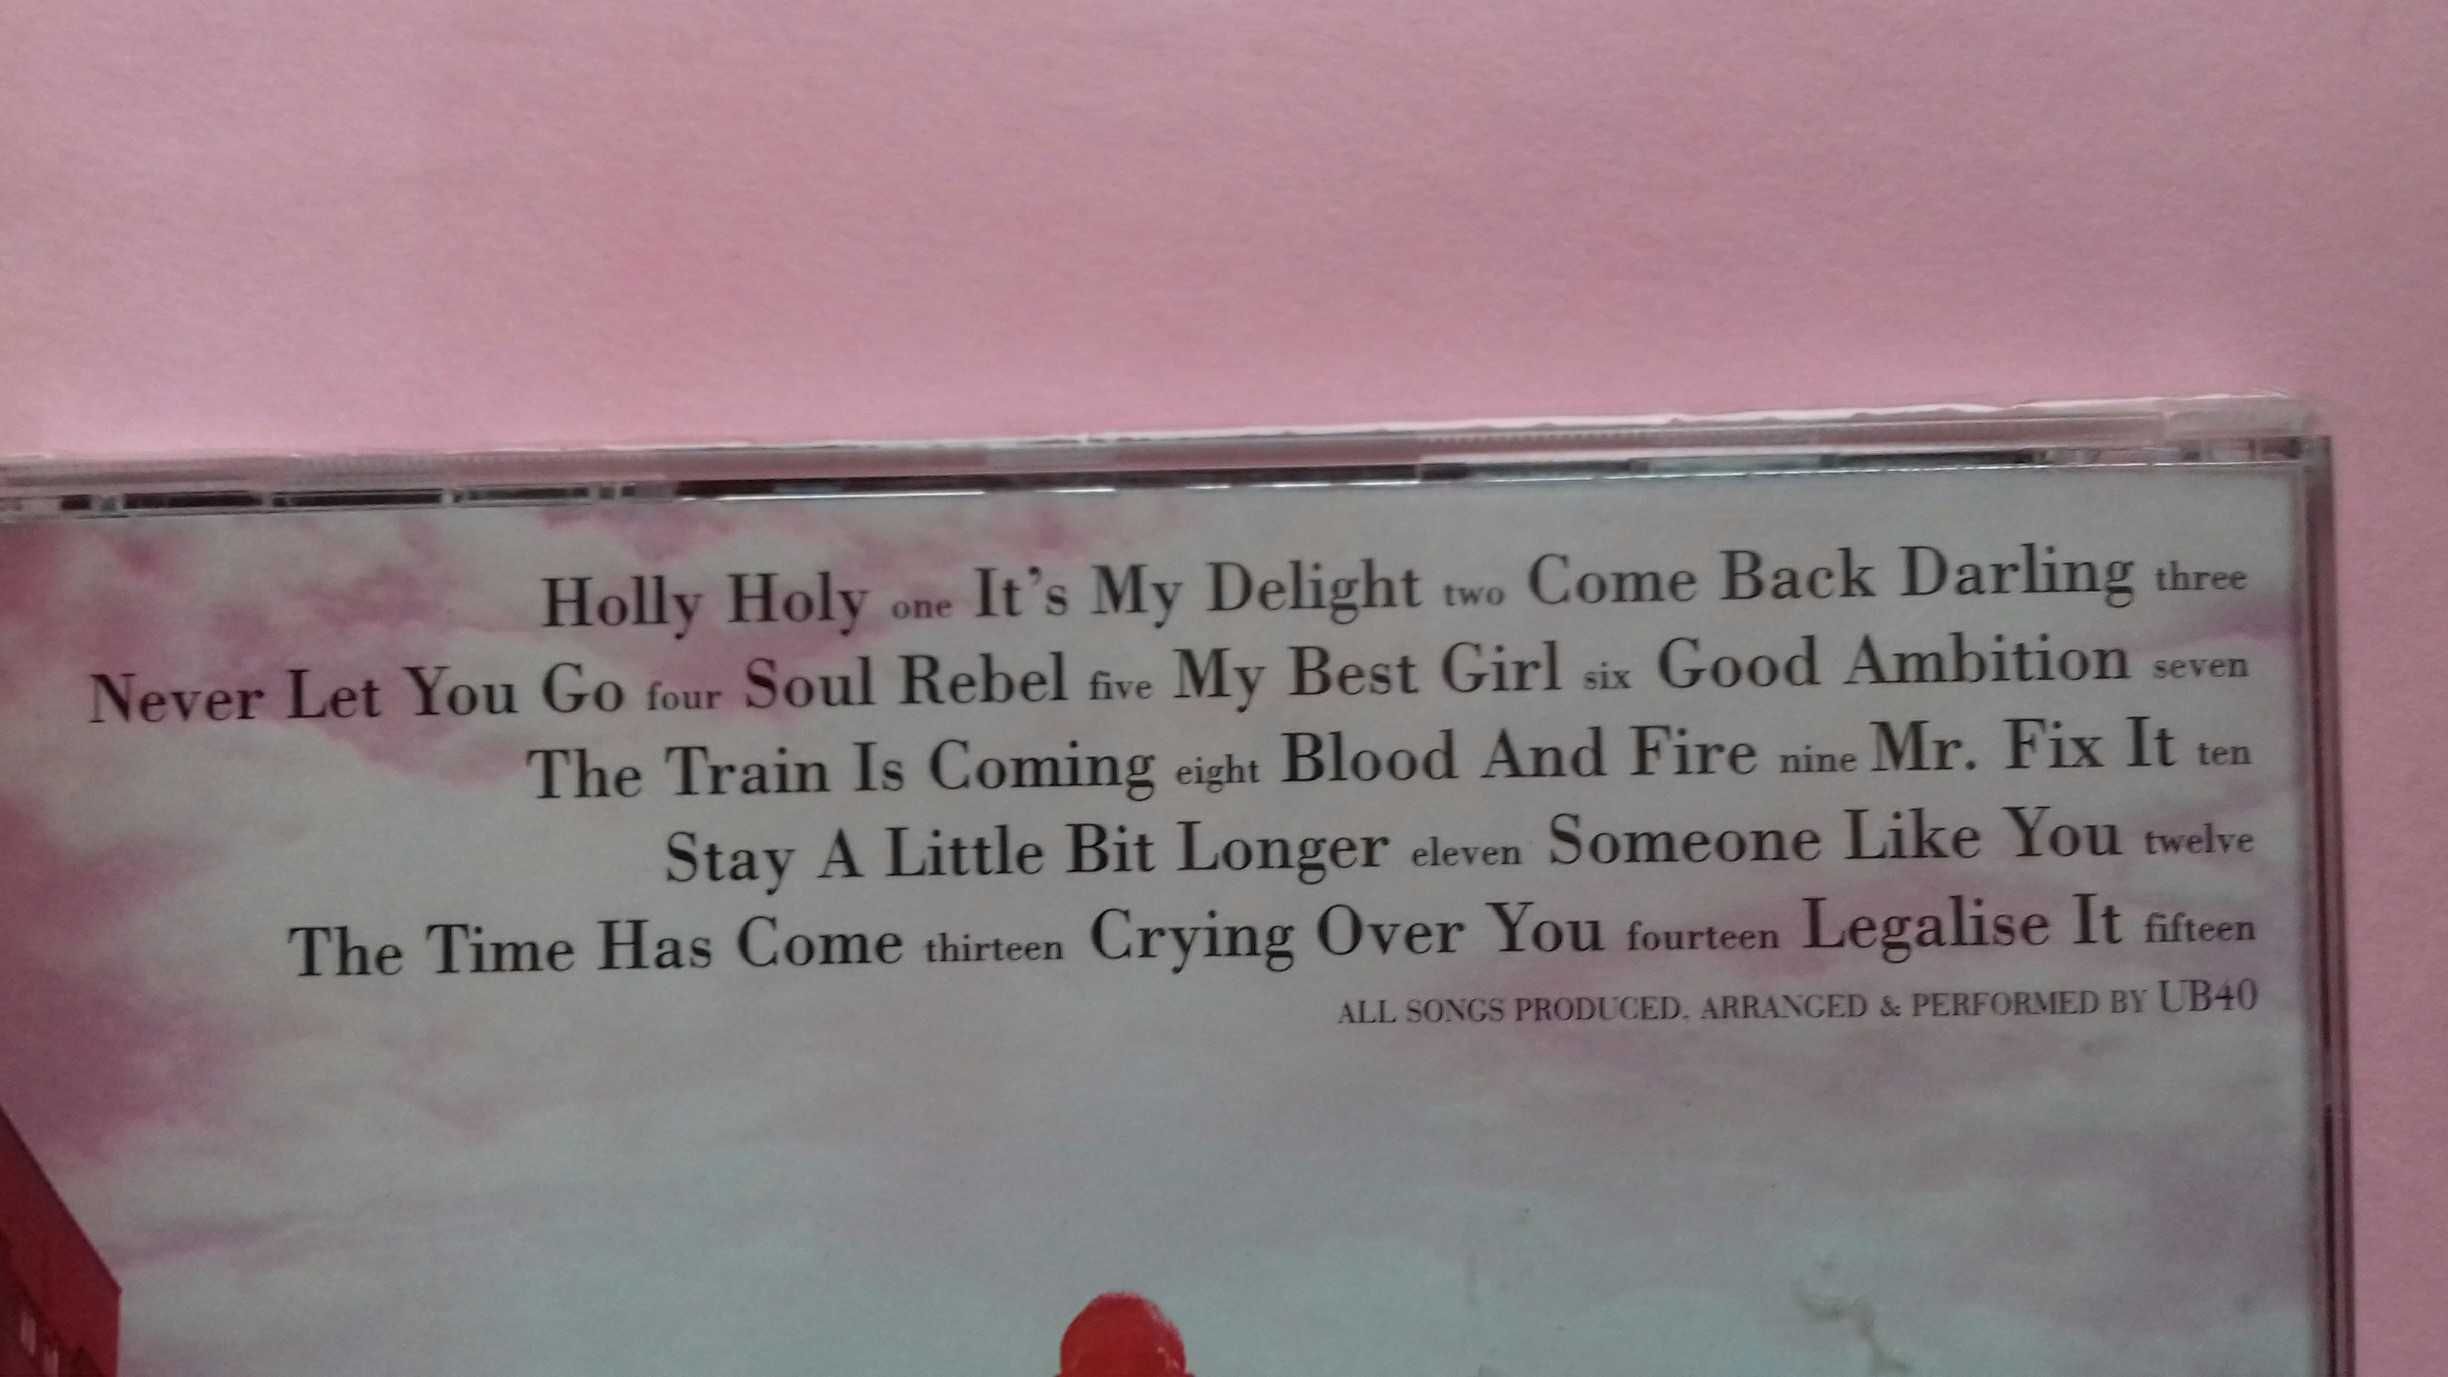 Holly Holy one It's My Delight two Come Back Darling three
Never Let You Go four Soul Rebel five My Best Girl six Good Ambition seven
The Train Is Coming eight Blood And Fire nine Mr. Fix It ten
Stay A Little Bit Longer eleven Someone Like You twelve
The Time Has Come thirteen Crying Over You fourteen Legalise It fifteen
ALL SONGS PRODUCED, ARRANGED & PERFORMED BY UB40